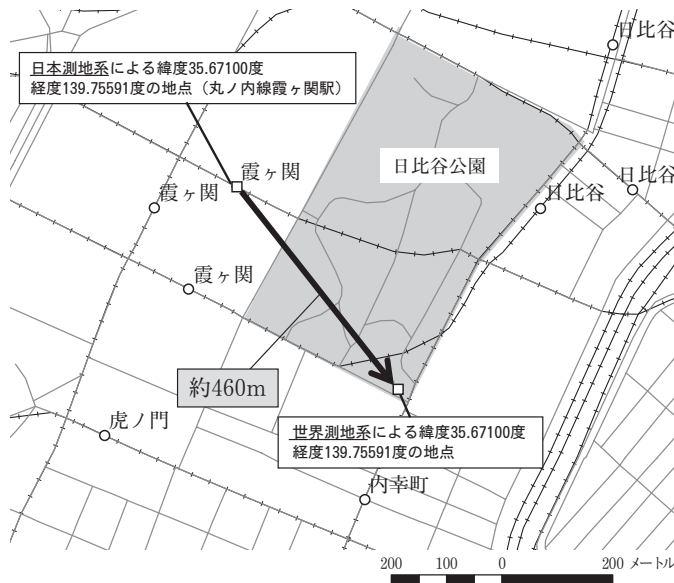 日比谷
日本測地系による緯度35.67100度
経度139.75591度の地点（丸ノ内線霞ヶ関駅）
日比谷公園
霞ヶ関
霞ヶ関
日比谷
日比谷
霞ヶ関
約460m
虎ノ門
世界測地系による緯度35.67100度
経度139.75591度の地点
内幸町
200 100 0 200 メートル